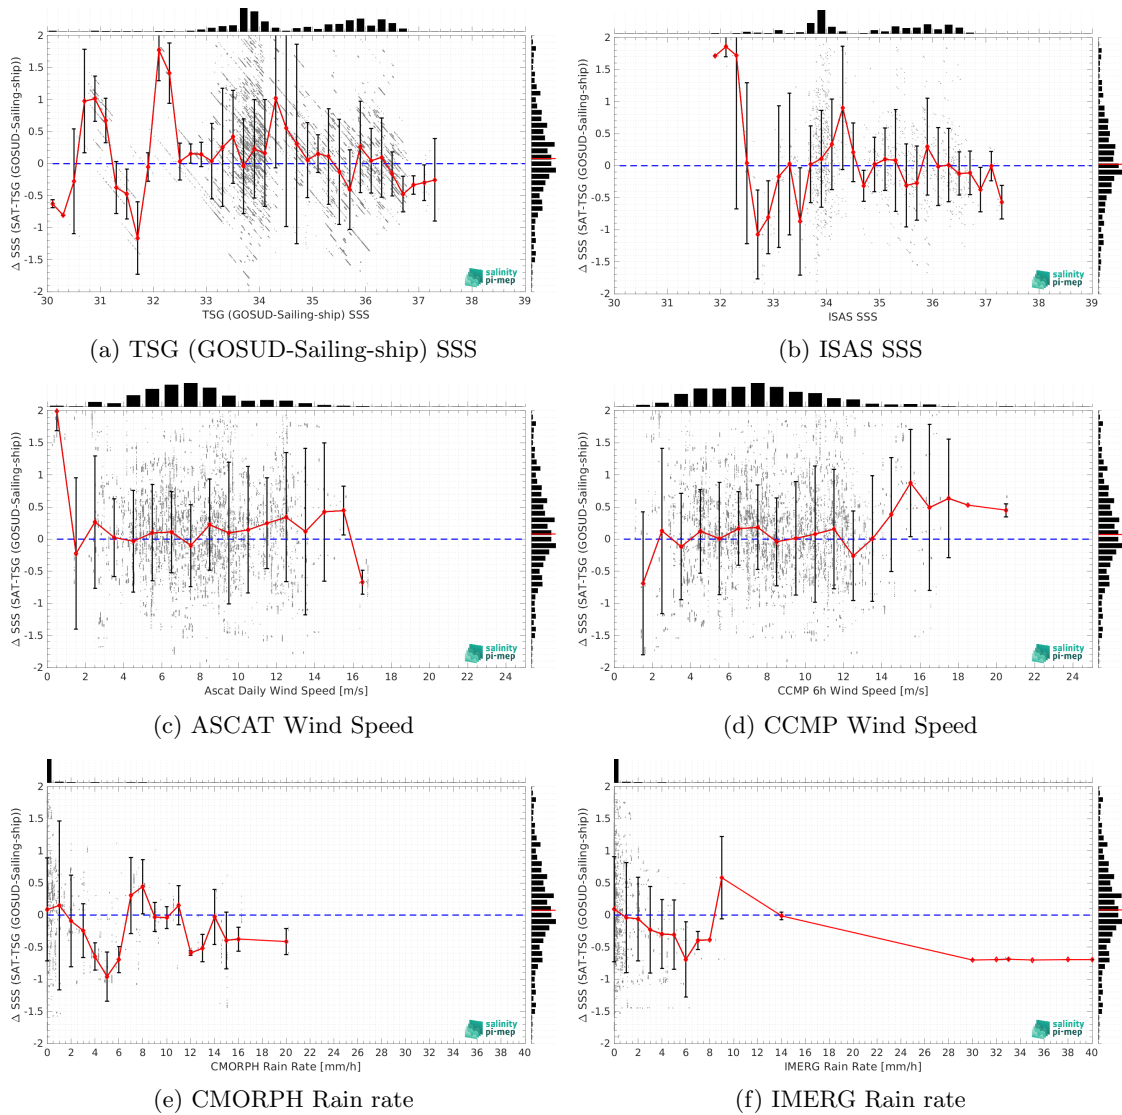 Δ SSS (SAT-TSG (GOSUD-Sailing-ship))
2
1.5
1
0.5
0
-0.5
-1
-1.5
-2
30 31 32 33 34 35 36 37 38 39
TSG (GOSUD-Sailing-ship) SSS
salinity
pi-mep
(a) TSG (GOSUD-Sailing-ship) SSS
Δ SSS (SAT-TSG (GOSUD-Sailing-ship))
2
1.5
1
0.5
0
-0.5
-1
-1.5
-2
30 31 32 33 34 35 36 37 38 39
ISAS SSS
salinity
pi-mep
(b) ISAS SSS
Δ SSS (SAT-TSG (GOSUD-Sailing-ship))
2
1.5
1
0.5
0
-0.5
-1
-1.5
-2
0 2 4 6 8 10 12 14 16 18 20 22 24
Ascat Daily Wind Speed [m/s]
salinity
pi-mep
(c) ASCAT Wind Speed
Δ SSS (SAT-TSG (GOSUD-Sailing-ship))
2
1.5
1
0.5
0
-0.5
-1
-1.5
-2
0 2 4 6 8 10 12 14 16 18 20 22 24
CCMP 6h Wind Speed [m/s]
salinity
pi-mep
(d) CCMP Wind Speed
Δ SSS (SAT-TSG (GOSUD-Sailing-ship))
2
1.5
1
0.5
0
-0.5
-1
-1.5
-2
0 2 4 6 8 10 12 14 16 18 20 22 24 26 28 30 32 34 36 38 40
CMORPH Rain Rate [mm/h]
salinity
pi-mep
(e) CMORPH Rain rate
Δ SSS (SAT-TSG (GOSUD-Sailing-ship))
2
1.5
1
0.5
0
-0.5
-1
-1.5
-2
0 2 4 6 8 10 12 14 16 18 20 22 24 26 28 30 32 34 36 38 40
IMERG Rain Rate [mm/h]
salinity
pi-mep
(f) IMERG Rain rate